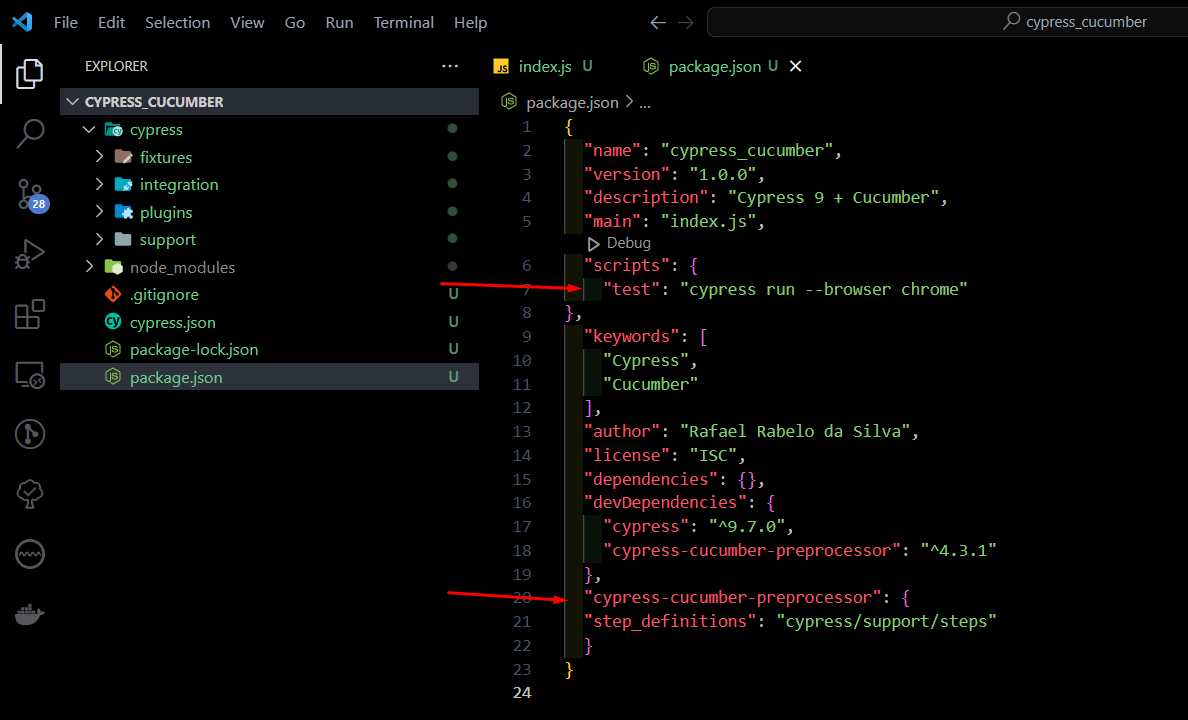 File Edit Selection View Go Run Terminal Help cypress_cucumber
EXPLORER ...
CYPRESS_CUCUMBER
cypress
fixtures
integration
plugins
support
node_modules
.gitignore U
cypress.json U
package-lock.json U
package.json U
28
JS index.js U package.json U
package.json > ...
1 {
2 "name": "cypress_cucumber",
3 "version": "1.0.0",
4 "description": "Cypress 9 + Cucumber",
5 "main": "index.js",
Debug
6 "scripts": {
7 "test": "cypress run --browser chrome"
8 },
9 "keywords": [
10 "Cypress",
11 "Cucumber"
12 ],
13 "author": "Rafael Rabelo da Silva",
14 "license": "ISC",
15 "dependencies": {},
16 "devDependencies": {
17 "cypress": "^9.7.0",
18 "cypress-cucumber-preprocessor": "^4.3.1"
19 },
20 "cypress-cucumber-preprocessor": {
21 "step_definitions": "cypress/support/steps"
22 }
23 }
24